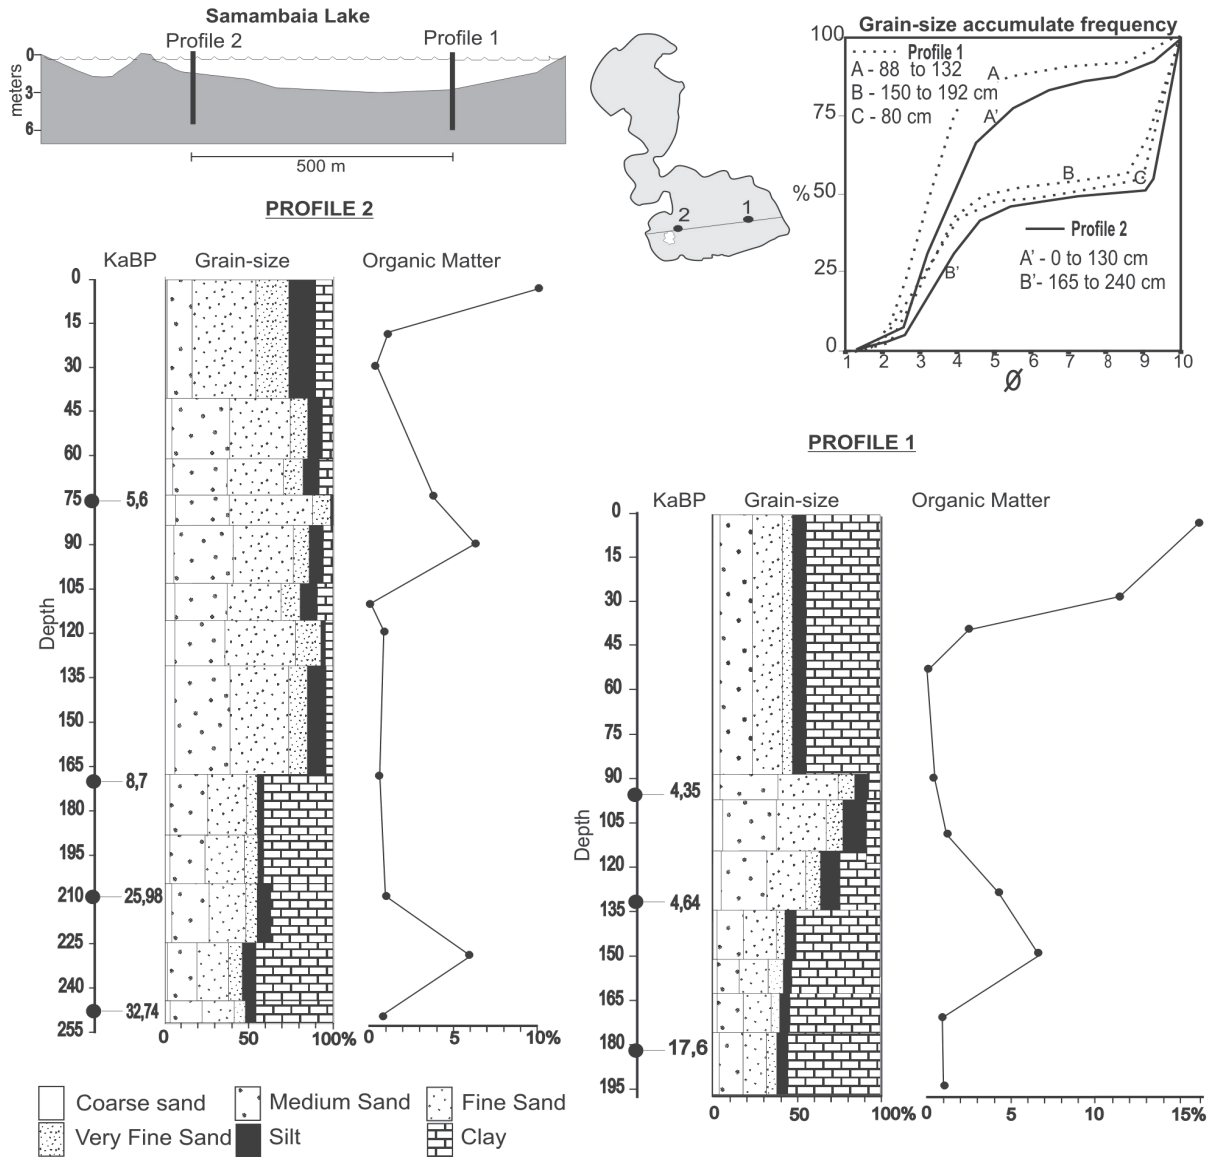 Samambaia Lake
Profile 2
Profile 1
0
3
6
meters
500 m
2
1
Grain-size accumulate frequency
100
75
% 50
25
0
Profile 1
A - 88 to 132
B - 150 to 192 cm
C - 80 cm
A
A'
B
C
B'
Profile 2
A' - 0 to 130 cm
B'- 165 to 240 cm
1 2 3 4 5 6 7 8 9 10
Ø
PROFILE 2
KaBP Grain-size Organic Matter
Depth
0
15
30
45
60
75
90
105
120
135
150
165
180
195
210
225
240
255
5,6
8,7
25,98
32,74
0 50 100%
0 5 10%
PROFILE 1
KaBP Grain-size Organic Matter
Depth
0
15
30
45
60
75
90
105
120
135
150
165
180
195
4,35
4,64
17,6
0 50 100%
0 5 10 15%
Coarse sand
Medium Sand
Fine Sand
Very Fine Sand
Silt
Clay